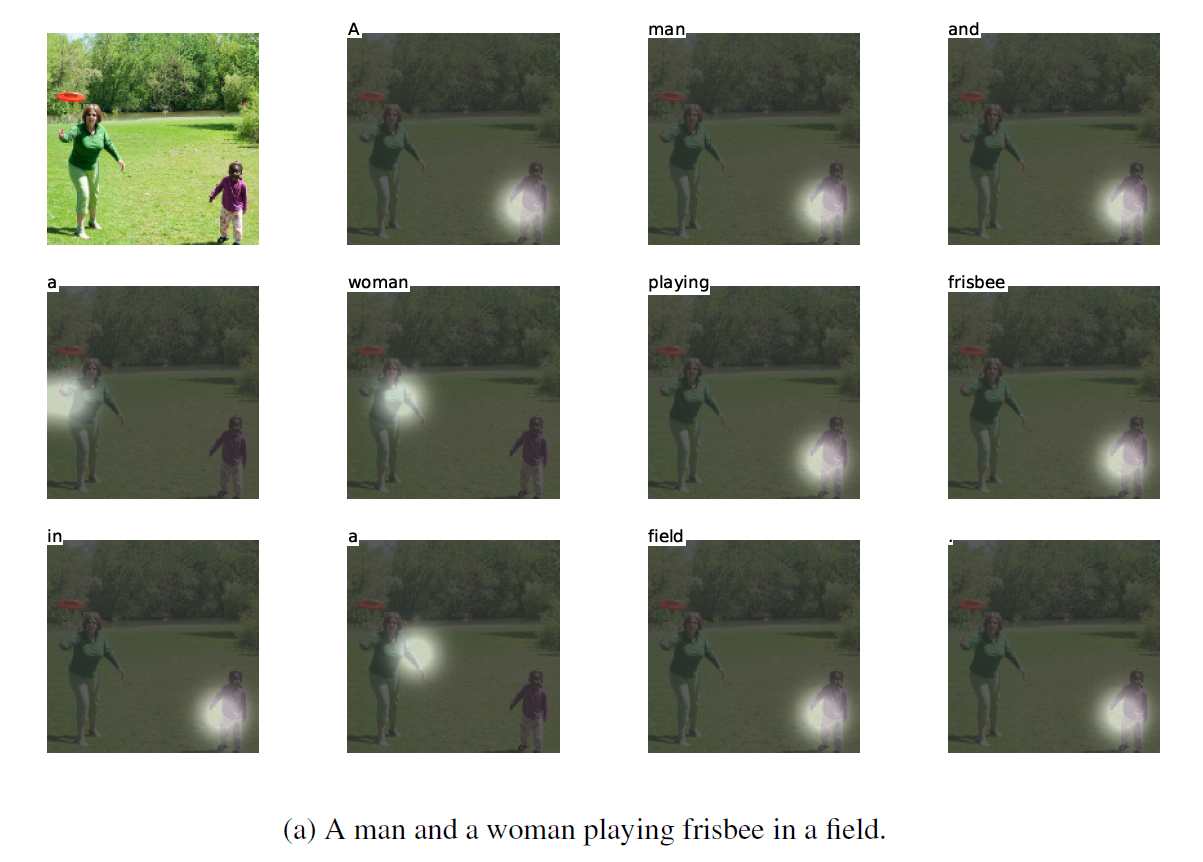 A
man
and
a
woman
playing
frisbee
in
a
field
.
(a) A man and a woman playing frisbee in a field.